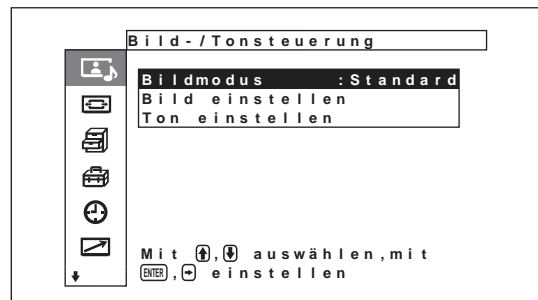 Bild-/Tonsteuerung
Bildmodus :Standard
Bild einstellen
Ton einstellen
Mit ↑,↓ auswählen,mit
ENTER,→ einstellen